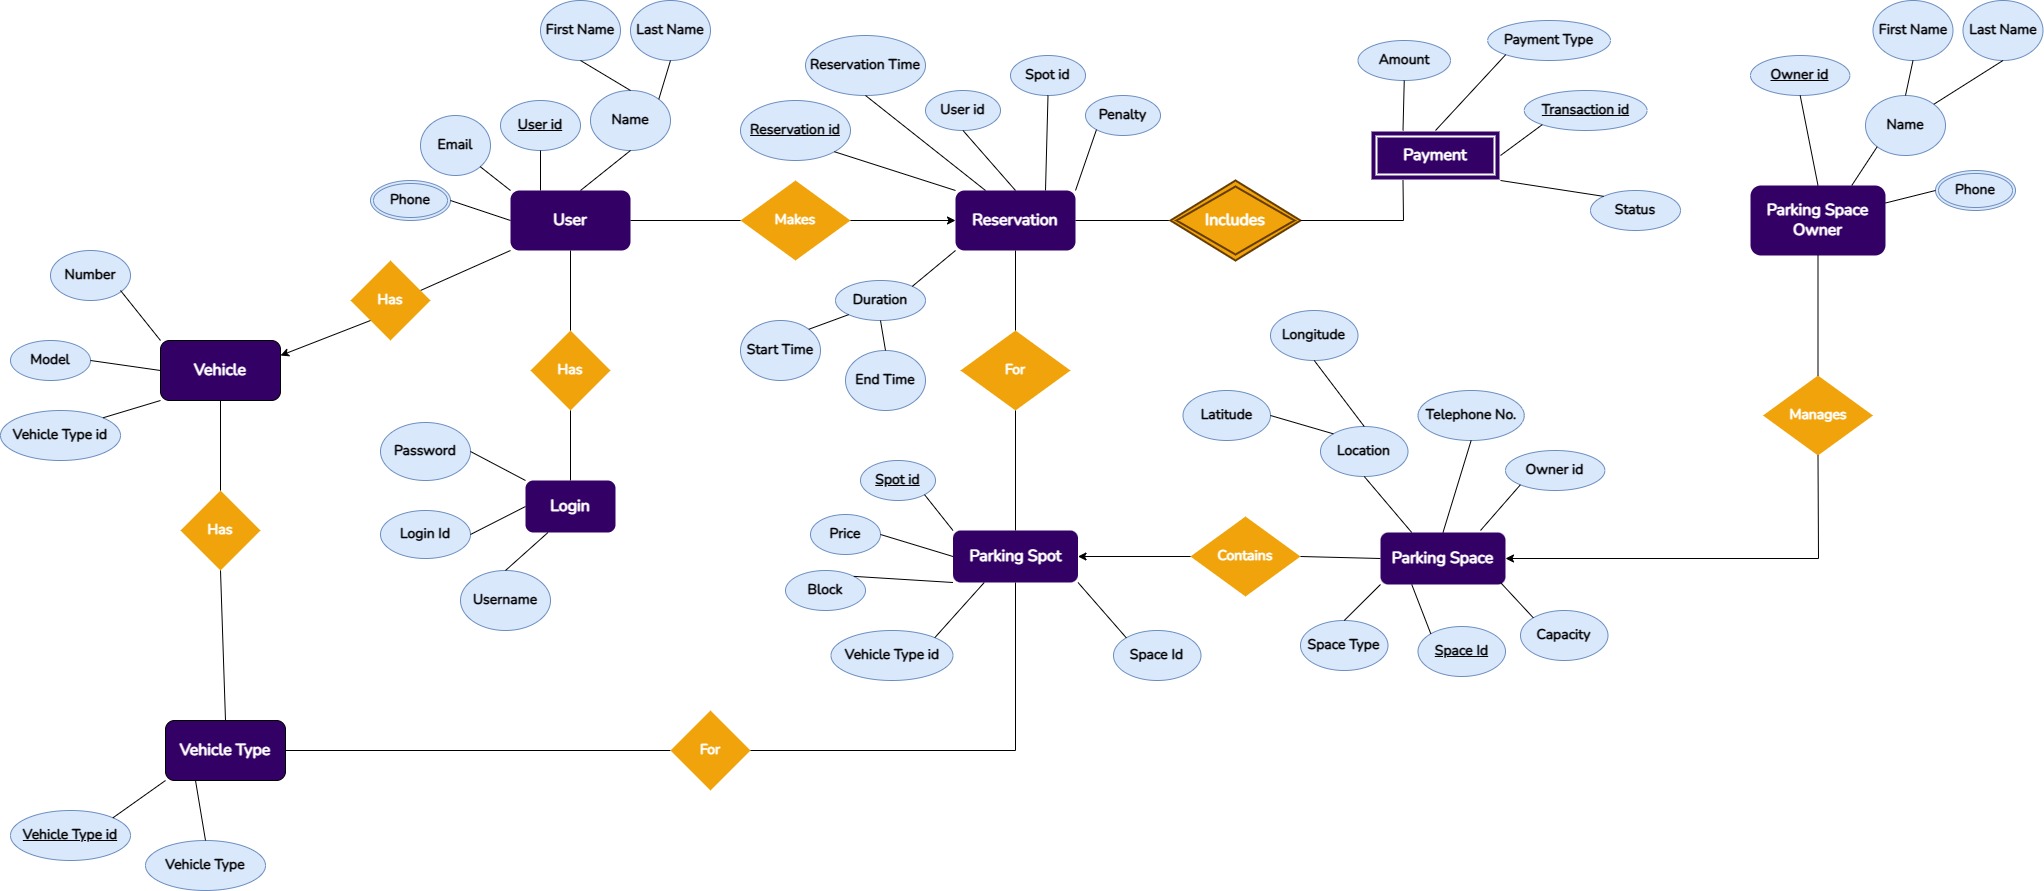 First Name
Last Name
First Name
Last Name
Payment Type
Amount
Reservation Time
Spot id
Owner id
User id
Transaction id
Penalty
Name
User id
Name
Reservation id
Email
Payment
Phone
Phone
User
Makes
Reservation
Includes
Status
Parking Space
Owner
Number
Has
Duration
Longitude
Start Time
Model
Vehicle
Has
For
End Time
Latitude
Telephone No.
Manages
Vehicle Type id
Password
Location
Owner id
Spot id
Login
Has
Login Id
Price
Parking Spot
Contains
Parking Space
Block
Username
Vehicle Type id
Space Id
Space Type
Space Id
Capacity
Vehicle Type
For
Vehicle Type id
Vehicle Type